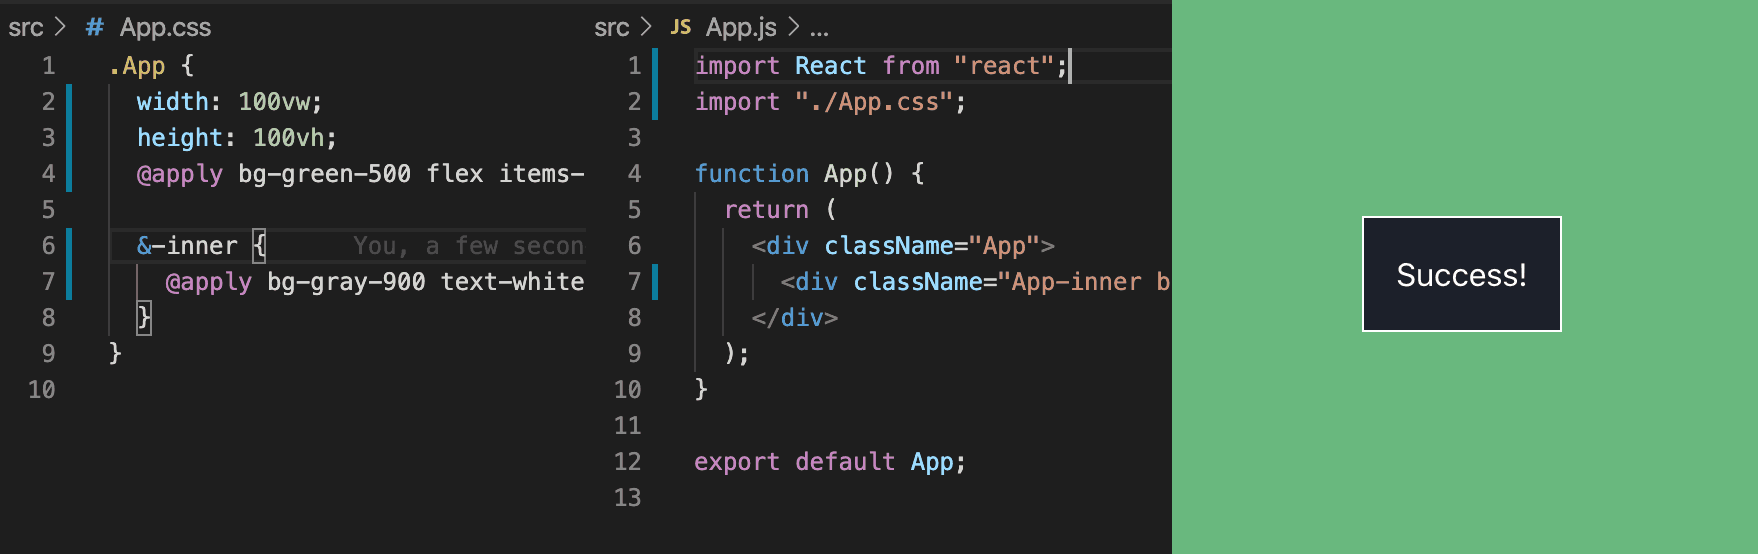 src > # App.css
1 .App {
2 width: 100vw;
3 height: 100vh;
4 @apply bg-green-500 flex items-
5
6 &-inner { You, a few secon
7 @apply bg-gray-900 text-white
8 }
9 }
10
src > JS App.js > ...
1 import React from "react";
2 import "./App.css";
3
4 function App() {
5 return (
6 <div className="App">
7 <div className="App-inner b
8 </div>
9 );
10 }
11
12 export default App;
13
Success!